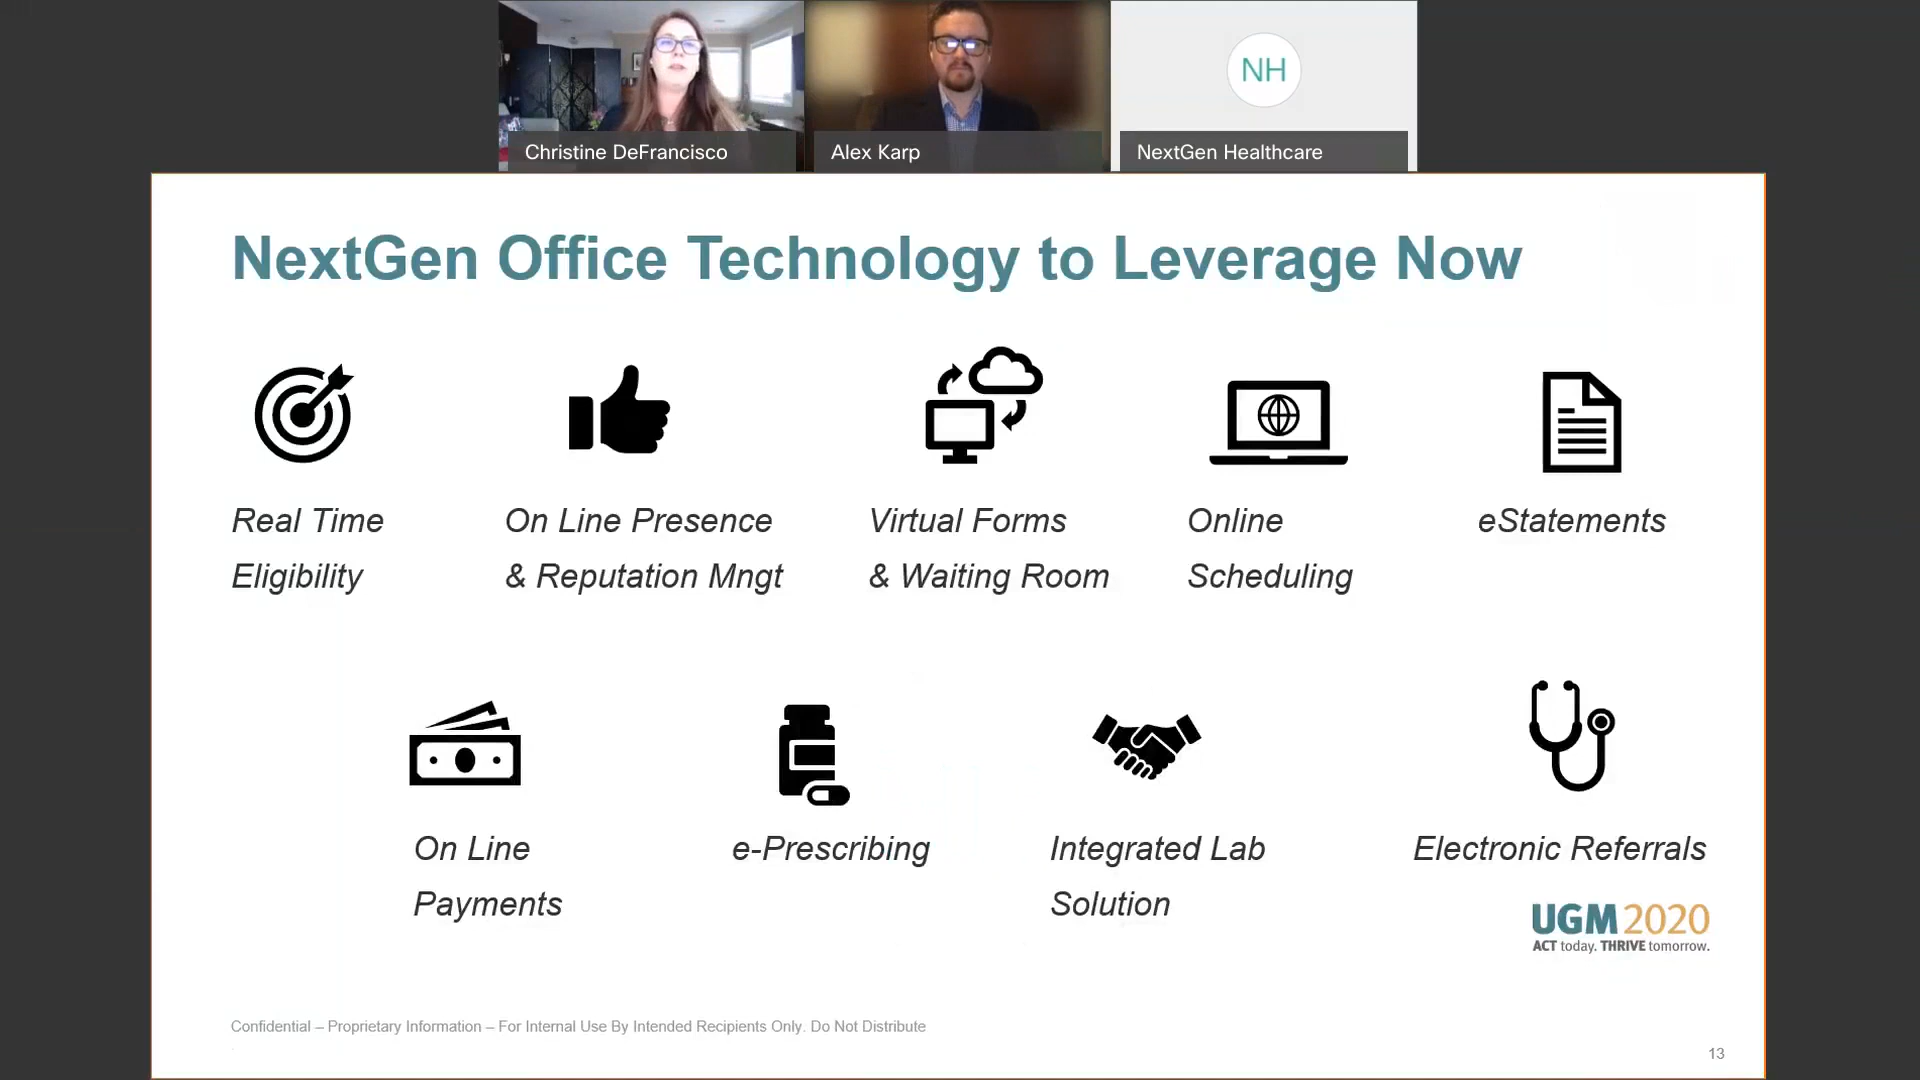 NH
Christine DeFrancisco
Alex Karp
NextGen Healthcare
NextGen Office Technology to Leverage Now
Real Time
Eligibility
On Line Presence
& Reputation Mngt
Virtual Forms
& Waiting Room
Online
Scheduling
eStatements
On Line
Payments
e-Prescribing
Integrated Lab
Solution
Electronic Referrals
UGM 2020
ACT today. THRIVE tomorrow.
Confidential – Proprietary Information – For Internal Use By Intended Recipients Only. Do Not Distribute
13